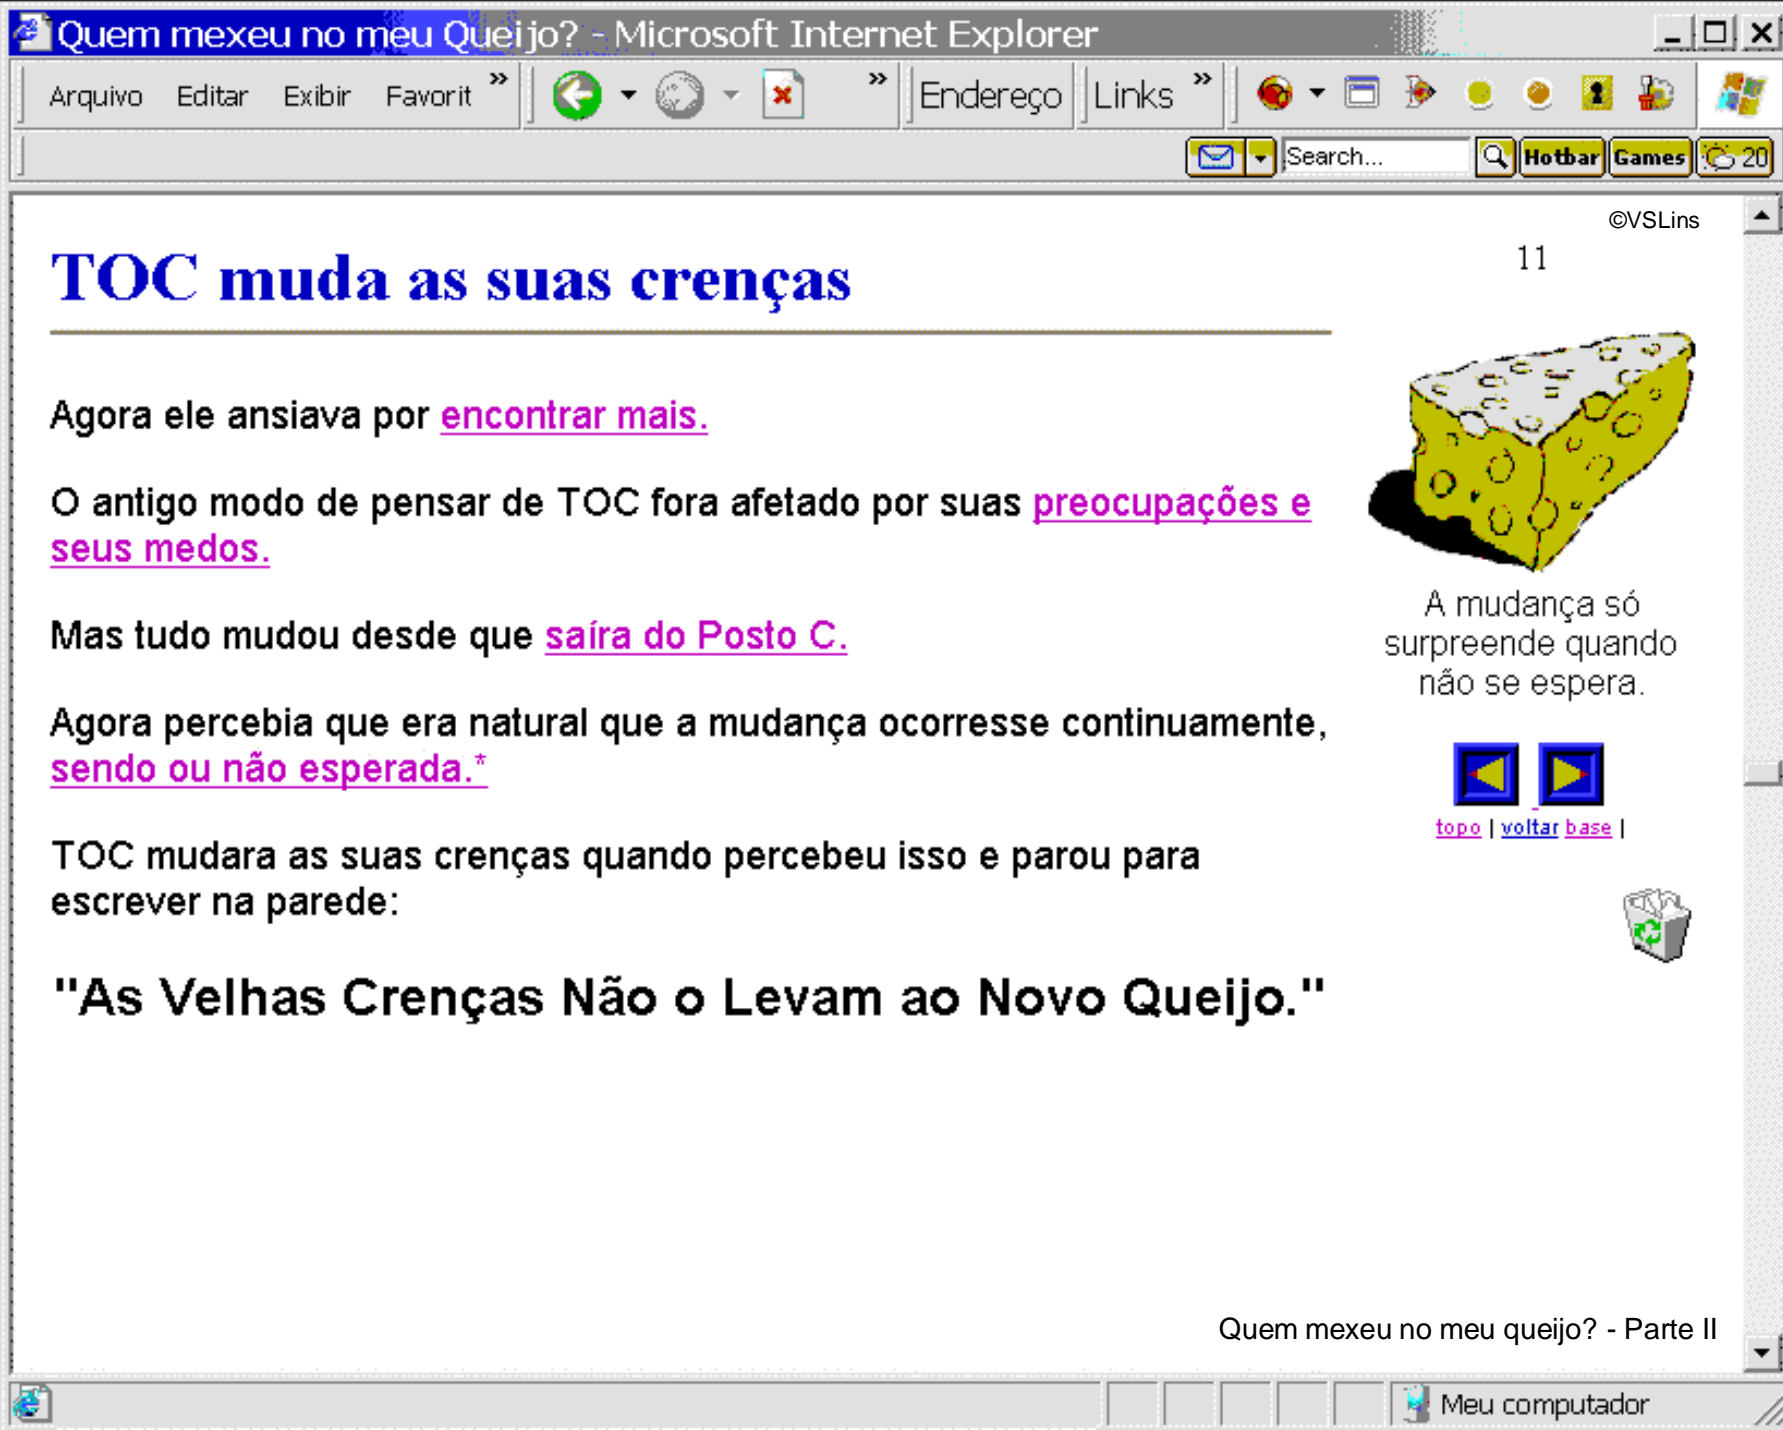 Quem mexeu no meu Queijo? - Microsoft Internet Explorer
Arquivo Editar Exibir Favorit » » Endereço Links »
Search... Hotbar Games 20
©VSLins
11
TOC muda as suas crenças
Agora ele ansiava por encontrar mais.
O antigo modo de pensar de TOC fora afetado por suas preocupações e
seus medos.
Mas tudo mudou desde que saíra do Posto C.
Agora percebia que era natural que a mudança ocorresse continuamente,
sendo ou não esperada.*
TOC mudara as suas crenças quando percebeu isso e parou para
escrever na parede:
"As Velhas Crenças Não o Levam ao Novo Queijo."
A mudança só
surpreende quando
não se espera.
topo | voltar base |
Quem mexeu no meu queijo? - Parte II
Meu computador